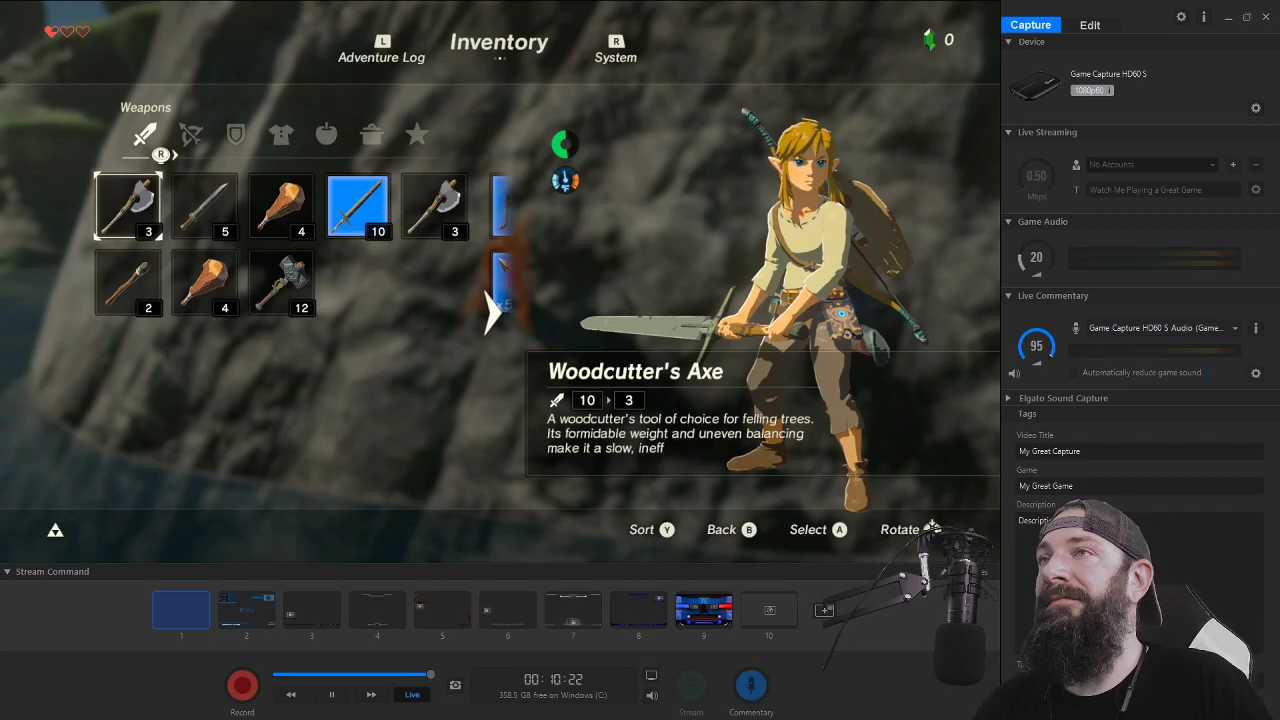 L
Adventure Log
Inventory
R
System
0
Weapons
R
3
5
4
10
3
2
4
12
x5
Woodcutter's Axe
10
3
A woodcutter's tool of choice for felling trees.
Its formidable weight and uneven balancing
make it a slow, ineff
Sort Y
Back B
Select A
Rotate
Capture
Edit
Device
Game Capture HD60 S
1080p60
Live Streaming
0.50
Mbps
No Accounts
T
Watch Me Playing a Great Game
Game Audio
20
Live Commentary
95
Game Capture HD60 S Audio (Game...
Automatically reduce game sound
Elgato Sound Capture
Tags
Video Title
My Great Capture
Game
My Great Game
Description
Stream Command
1
2
3
4
5
6
7
8
9
10
Record
Live
00:10:22
358.5 GB free on Windows (C:)
Stream
Commentary